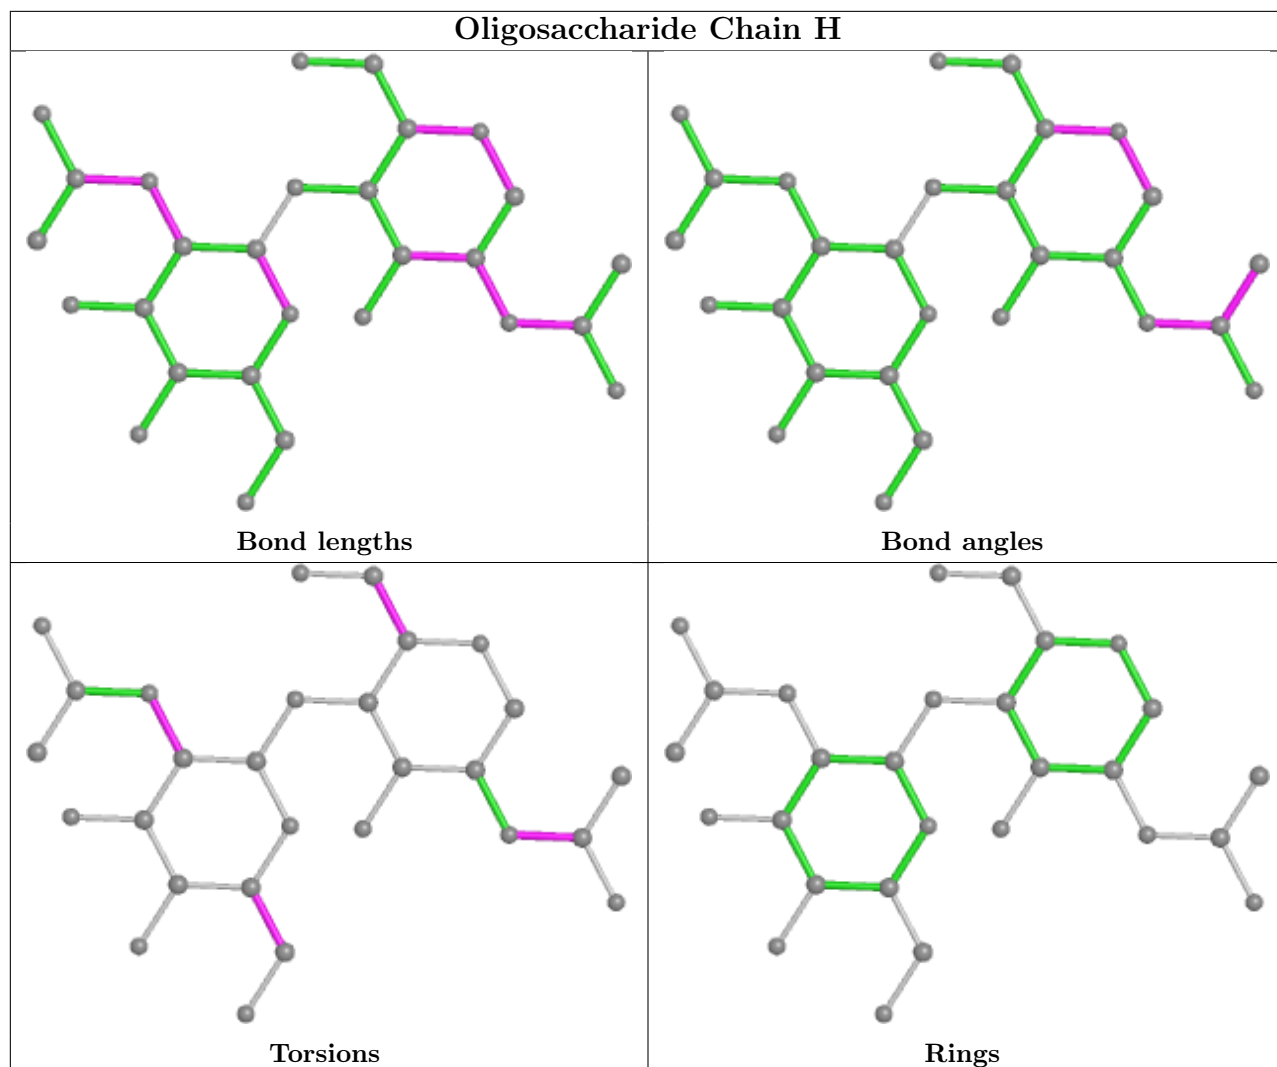 Oligosaccharide Chain H
Bond lengths
Bond angles
Torsions
Rings